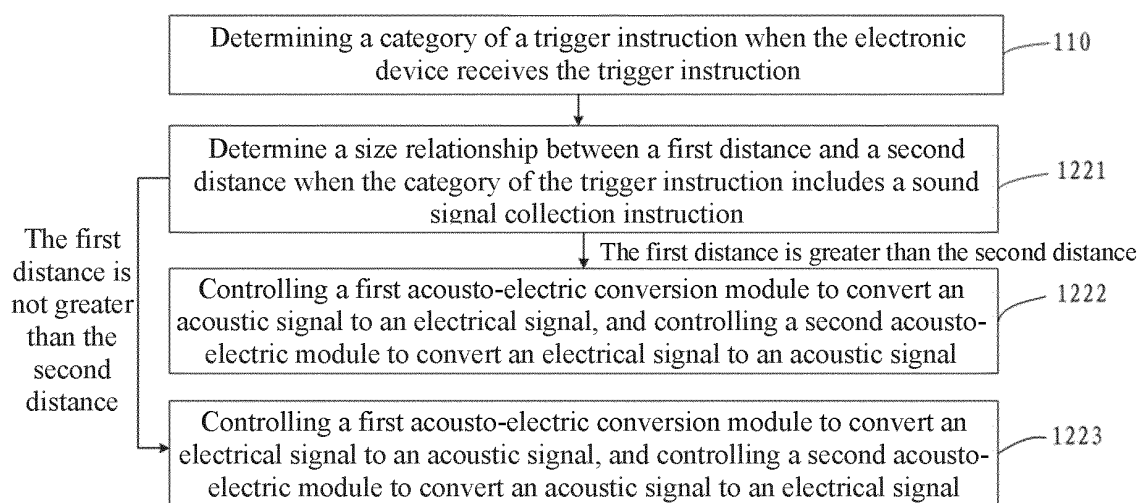 Determining a category of a trigger instruction when the electronic
device receives the trigger instruction
110
Determine a size relationship between a first distance and a second
distance when the category of the trigger instruction includes a sound
signal collection instruction
1221
The first distance is greater than the second distance
The first
distance is
not greater
than the
second
distance
Controlling a first acousto-electric conversion module to convert an
acoustic signal to an electrical signal, and controlling a second acousto-
electric module to convert an electrical signal to an acoustic signal
1222
Controlling a first acousto-electric conversion module to convert an
electrical signal to an acoustic signal, and controlling a second acousto-
electric module to convert an acoustic signal to an electrical signal
1223